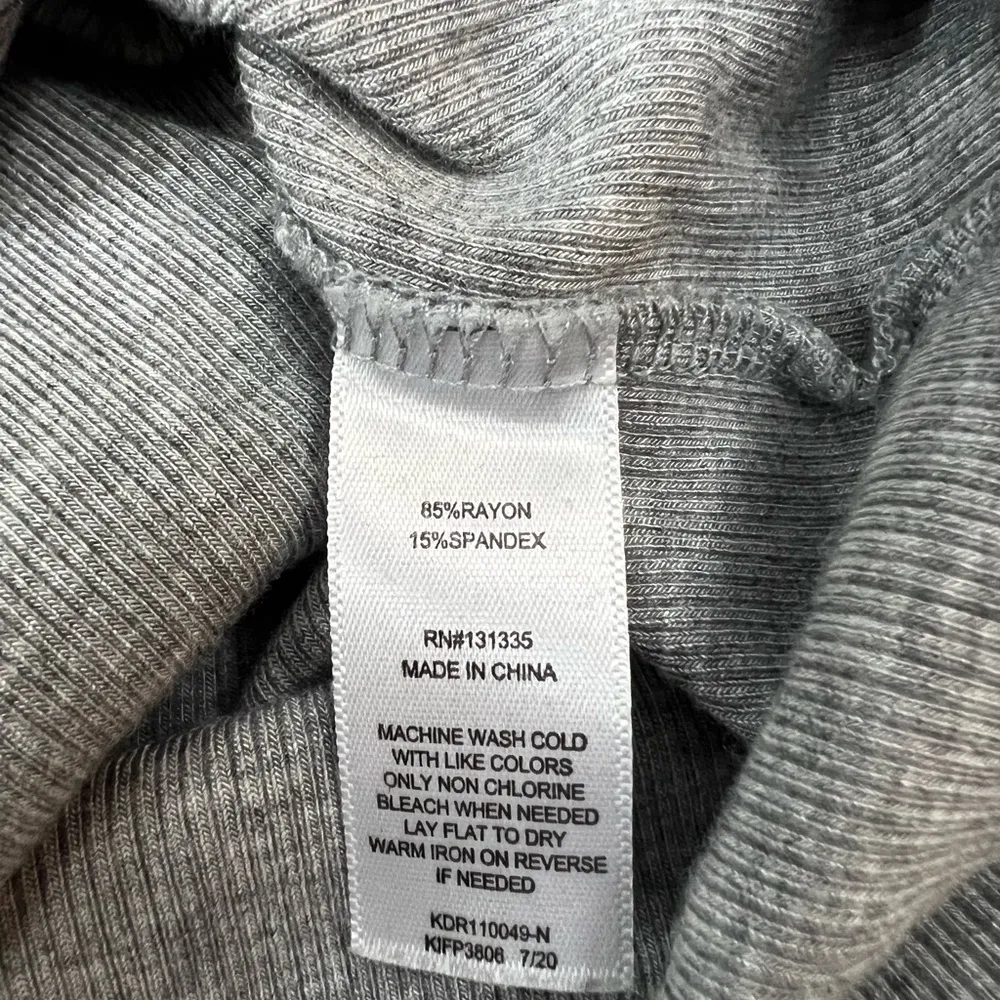 85%RAYON
15%SPANDEX
RN#131335
MADE IN CHINA
MACHINE WASH COLD
WITH LIKE COLORS
ONLY NON CHLORINE
BLEACH WHEN NEEDED
LAY FLAT TO DRY
WARM IRON ON REVERSE
IF NEEDED
KDR110049-N
KIFP3806 7/20